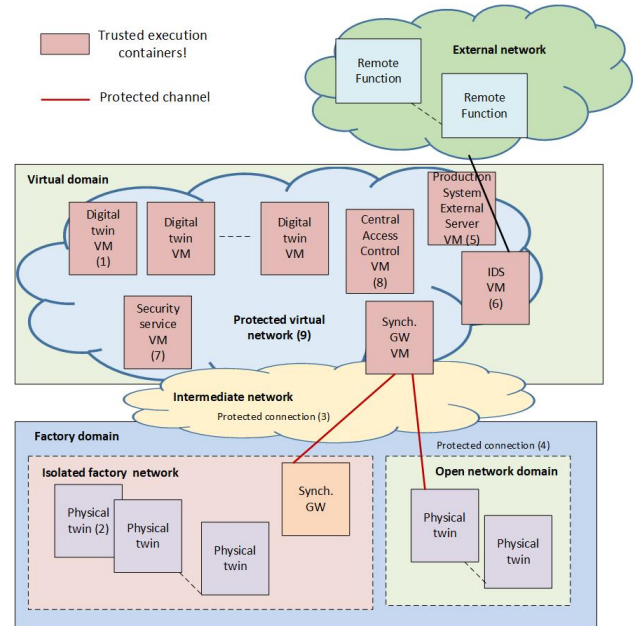 Trusted execution
containers!
Protected channel
External network
Remote
Function
Remote
Function
Virtual domain
Digital
twin
VM
(1)
Digital
twin
VM
Digital
twin
VM
Central
Access
Control
VM
(8)
Production
System
External
Server
VM (5)
IDS
VM
(6)
Security
service
VM
(7)
Protected virtual
network (9)
Synch.
GW
VM
Intermediate network
Protected connection (3)
Factory domain
Protected connection (4)
Isolated factory network
Physical
twin (2)
Physical
twin
Physical
twin
Synch.
GW
Open network domain
Physical
twin
Physical
twin